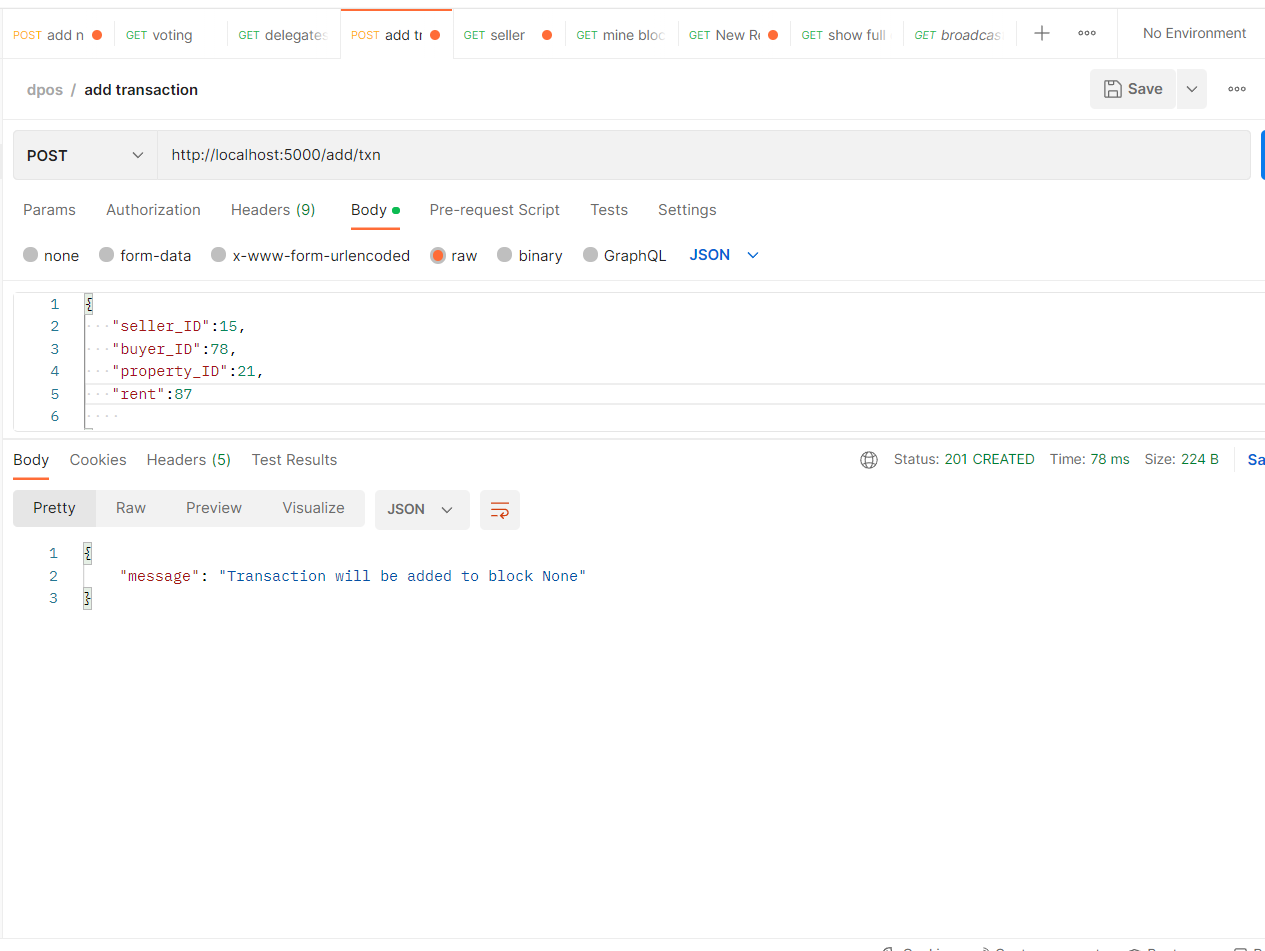 POST add n GET voting GET delegates POST add tr GET seller GET mine bloc GET New Re GET show full GET broadcas No Environment
dpos / add transaction Save
POST http://localhost:5000/add/txn
Params Authorization Headers (9) Body Pre-request Script Tests Settings
none form-data x-www-form-urlencoded raw binary GraphQL JSON
1 {
2 "seller_ID":15,
3 "buyer_ID":78,
4 "property_ID":21,
5 "rent":87
6
Body Cookies Headers (5) Test Results Status: 201 CREATED Time: 78 ms Size: 224 B Sa
Pretty Raw Preview Visualize JSON
1 {
2 "message": "Transaction will be added to block None"
3 }